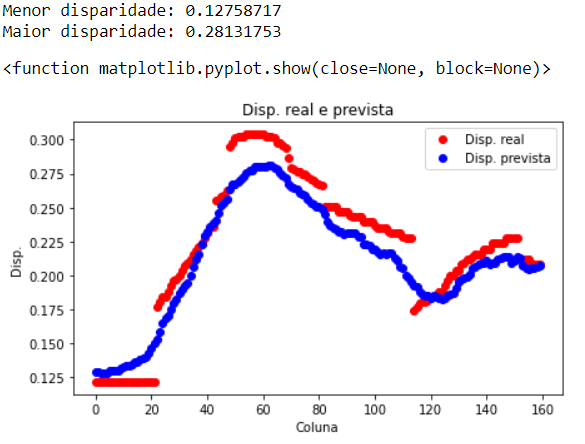 Menor disparidade: 0.12758717
Maior disparidade: 0.28131753
<function matplotlib.pyplot.show(close=None, block=None)>
Disp. real e prevista
Disp. real
Disp. prevista
Disp.
0.300
0.275
0.250
0.225
0.200
0.175
0.150
0.125
0 20 40 60 80 100 120 140 160
Coluna